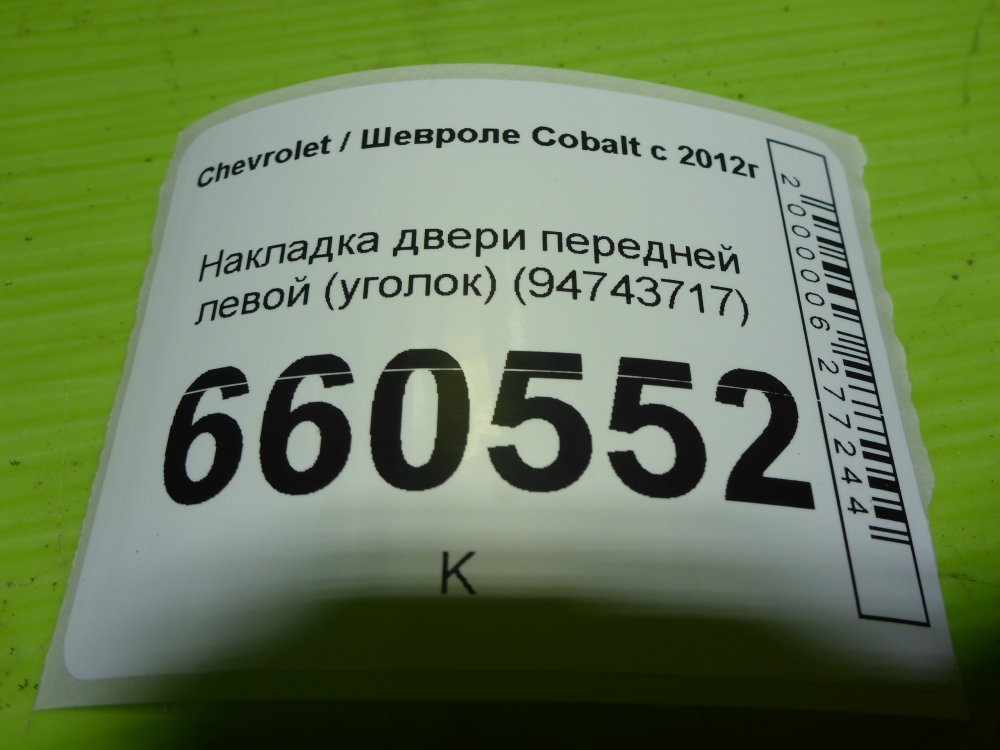 Chevrolet / Шевроле Cobalt с 2012г
Накладка двери передней
левой (уголок) (94743717)
660552
К
2000006277244